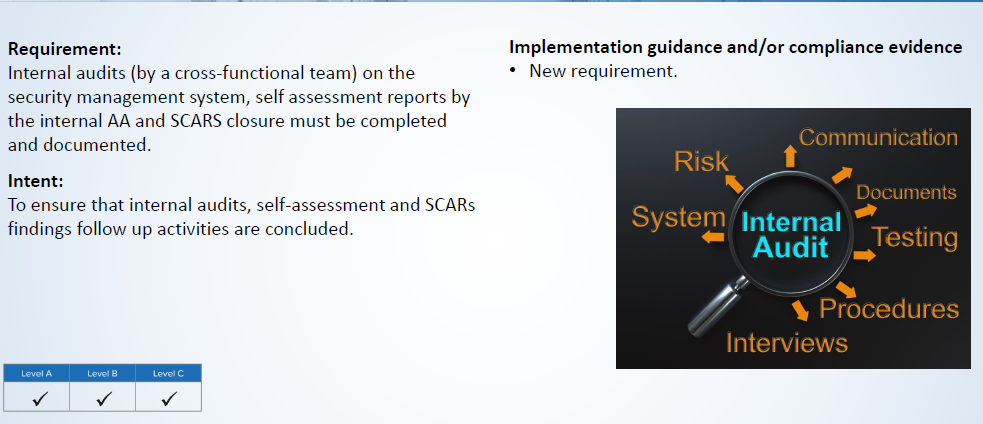 Requirement:
Internal audits (by a cross-functional team) on the
security management system, self assessment reports by
the internal AA and SCARS closure must be completed
and documented.
Intent:
To ensure that internal audits, self-assessment and SCARs
findings follow up activities are concluded.
Level A Level B Level C
✓ ✓ ✓
Implementation guidance and/or compliance evidence
• New requirement.
Communication
Risk
Documents
System
Internal
Audit
Testing
Procedures
Interviews